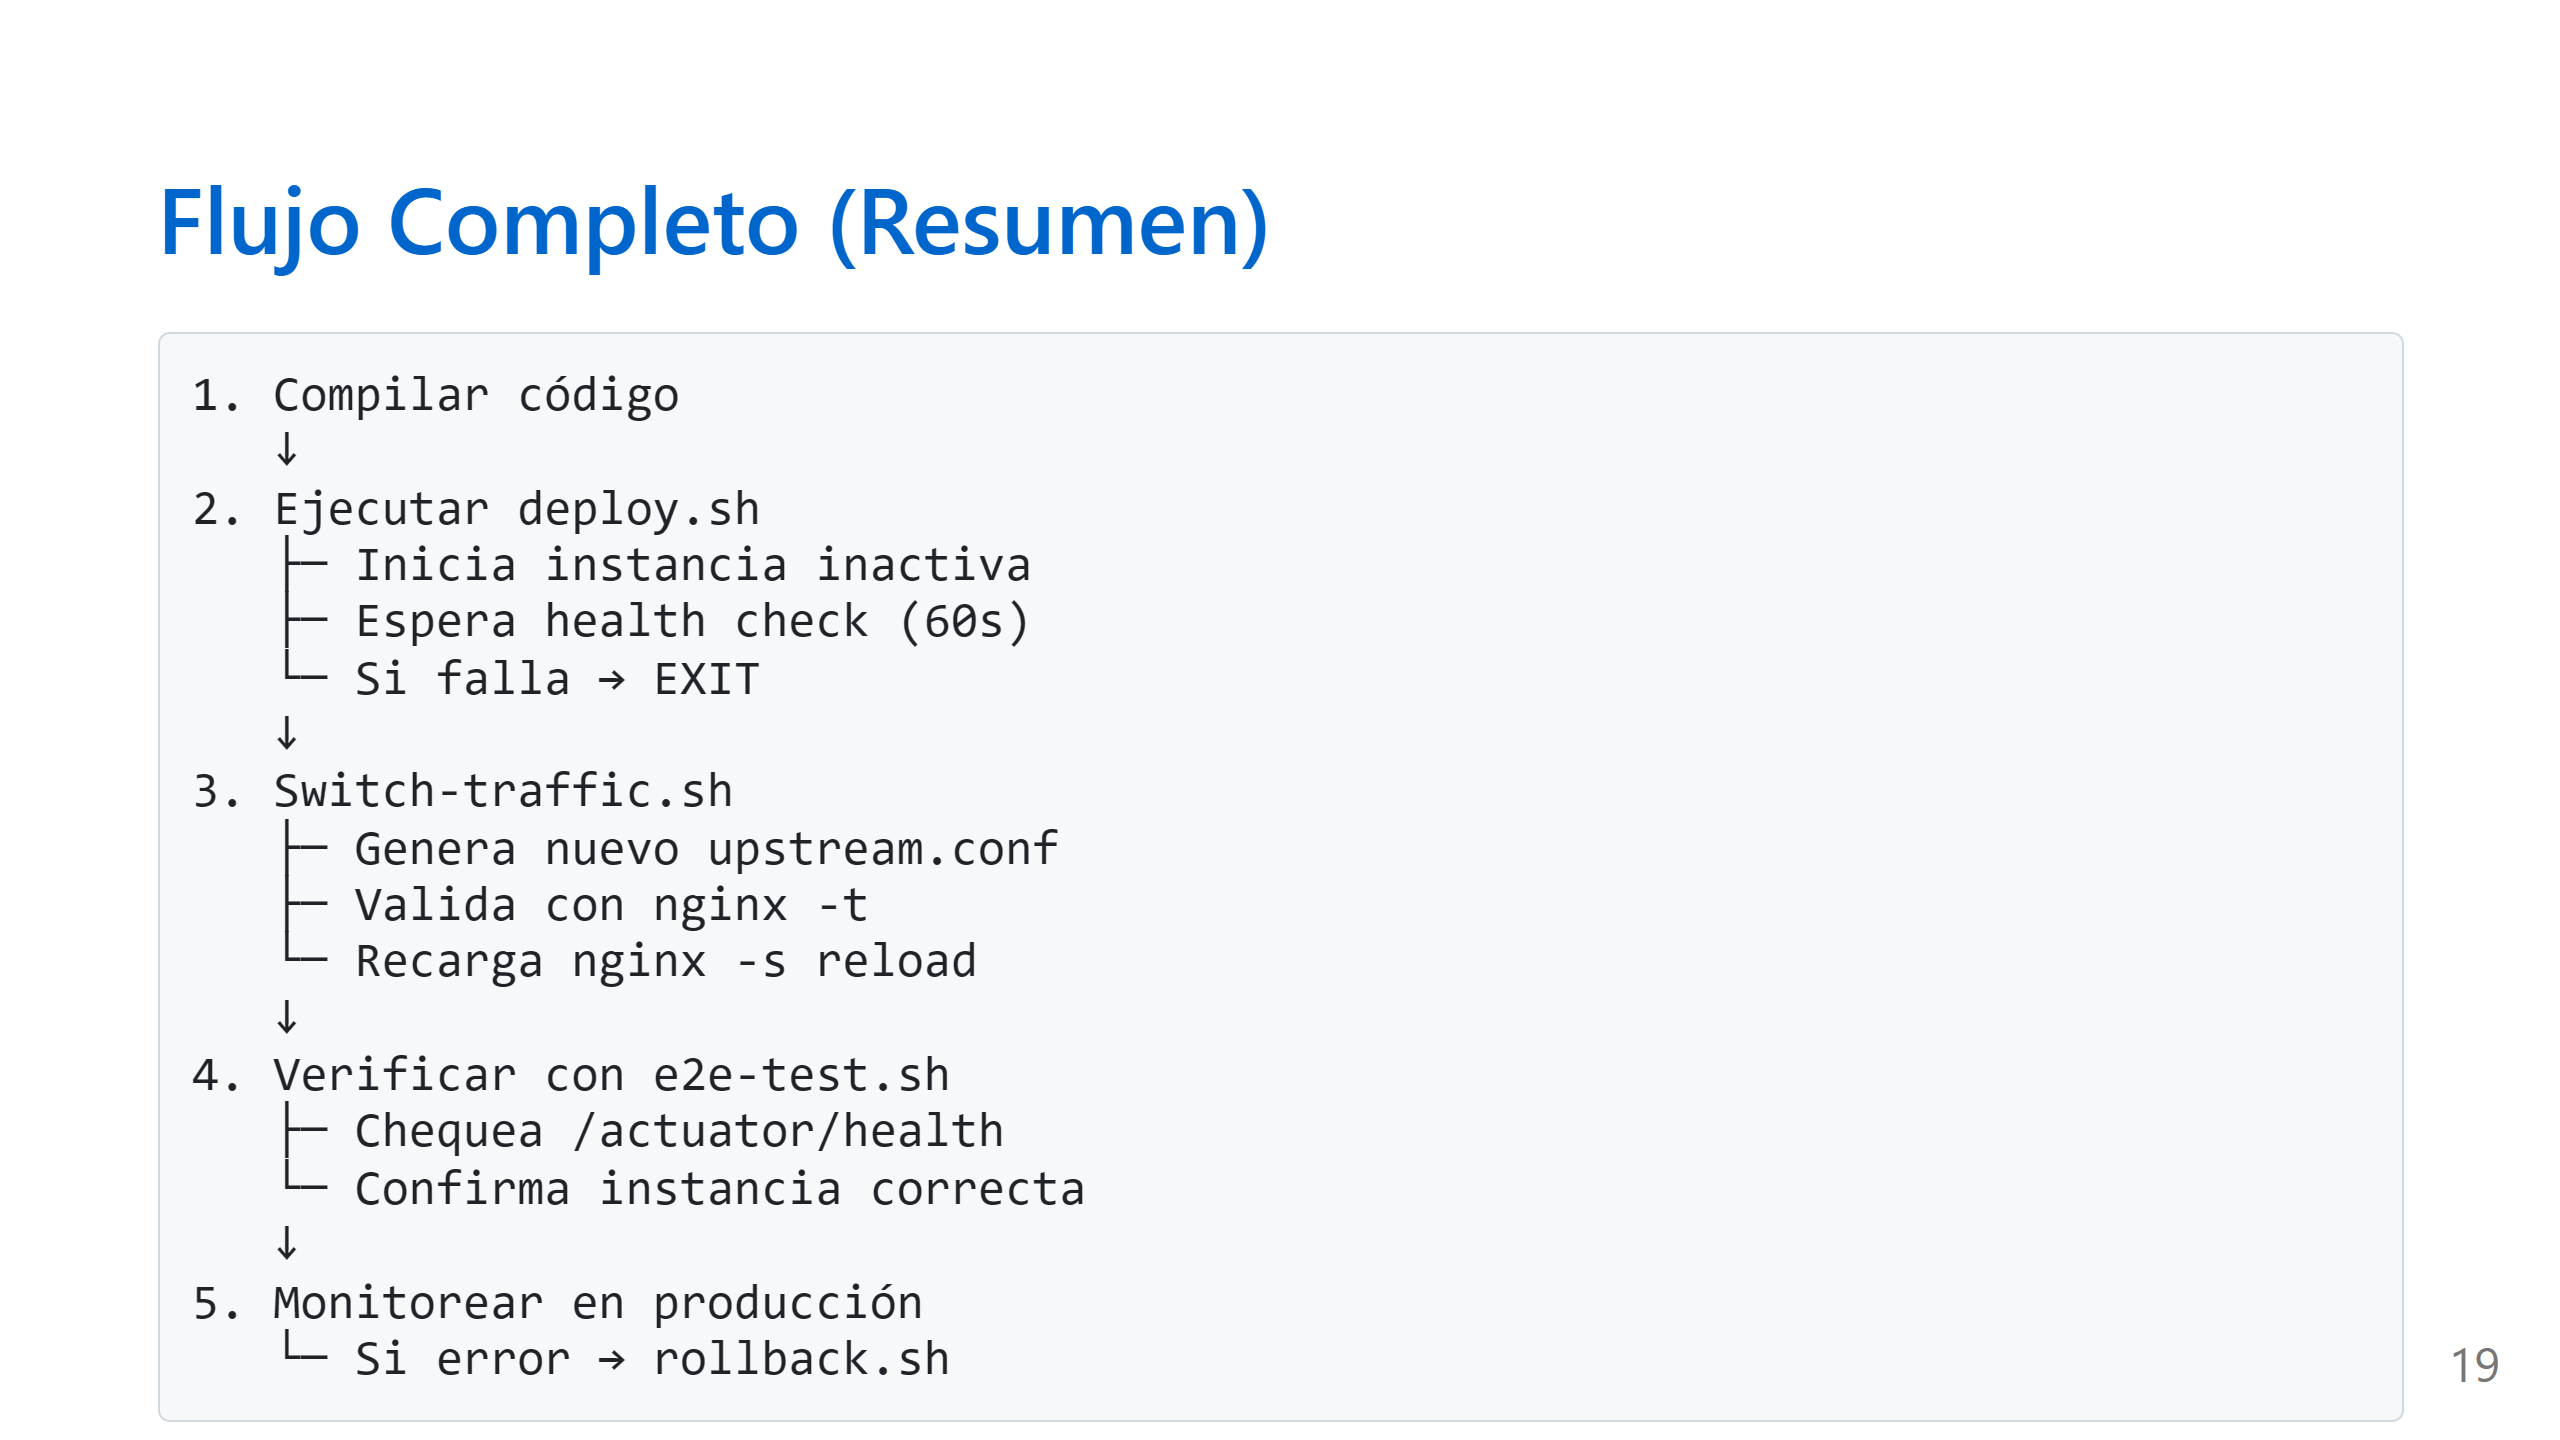 Flujo Completo (Resumen)
1. Compilar código
   ↓
2. Ejecutar deploy.sh
   ├─ Inicia instancia inactiva
   ├─ Espera health check (60s)
   └─ Si falla → EXIT
   ↓
3. Switch-traffic.sh
   ├─ Genera nuevo upstream.conf
   ├─ Valida con nginx -t
   └─ Recarga nginx -s reload
   ↓
4. Verificar con e2e-test.sh
   ├─ Chequea /actuator/health
   └─ Confirma instancia correcta
   ↓
5. Monitorear en producción
   └─ Si error → rollback.sh
19